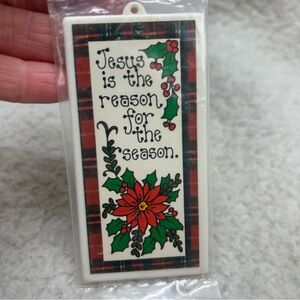 Jesus
is the
reason
for
the
season.